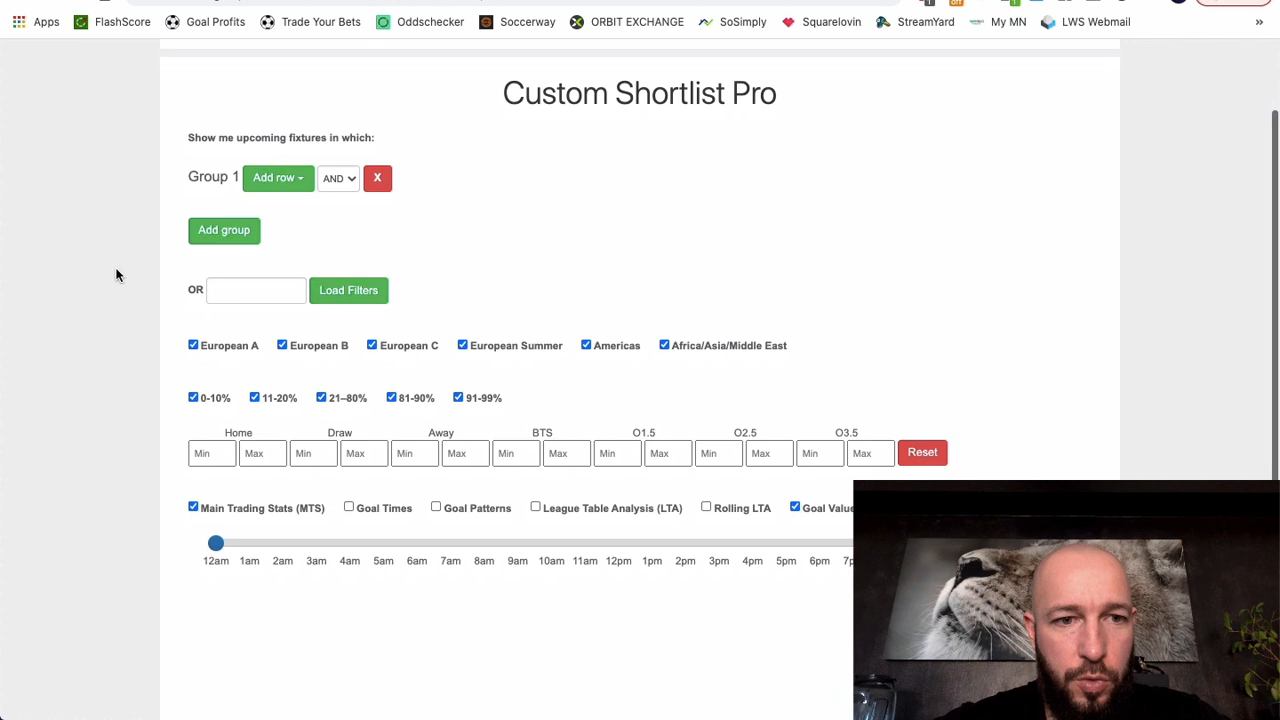 Apps FlashScore Goal Profits Trade Your Bets Oddschecker Soccerway ORBIT EXCHANGE SoSimply Squarelovin StreamYard My MN LWS Webmail »
Custom Shortlist Pro
Show me upcoming fixtures in which:
Group 1 Add row AND X
Add group
OR Load Filters
European A European B European C European Summer Americas Africa/Asia/Middle East
0-10% 11-20% 21–80% 81-90% 91-99%
Home Draw Away BTS O1.5 O2.5 O3.5
Min Max Min Max Min Max Min Max Min Max Min Max Min Max Reset
Main Trading Stats (MTS) Goal Times Goal Patterns League Table Analysis (LTA) Rolling LTA Goal Value
12am 1am 2am 3am 4am 5am 6am 7am 8am 9am 10am 11am 12pm 1pm 2pm 3pm 4pm 5pm 6pm